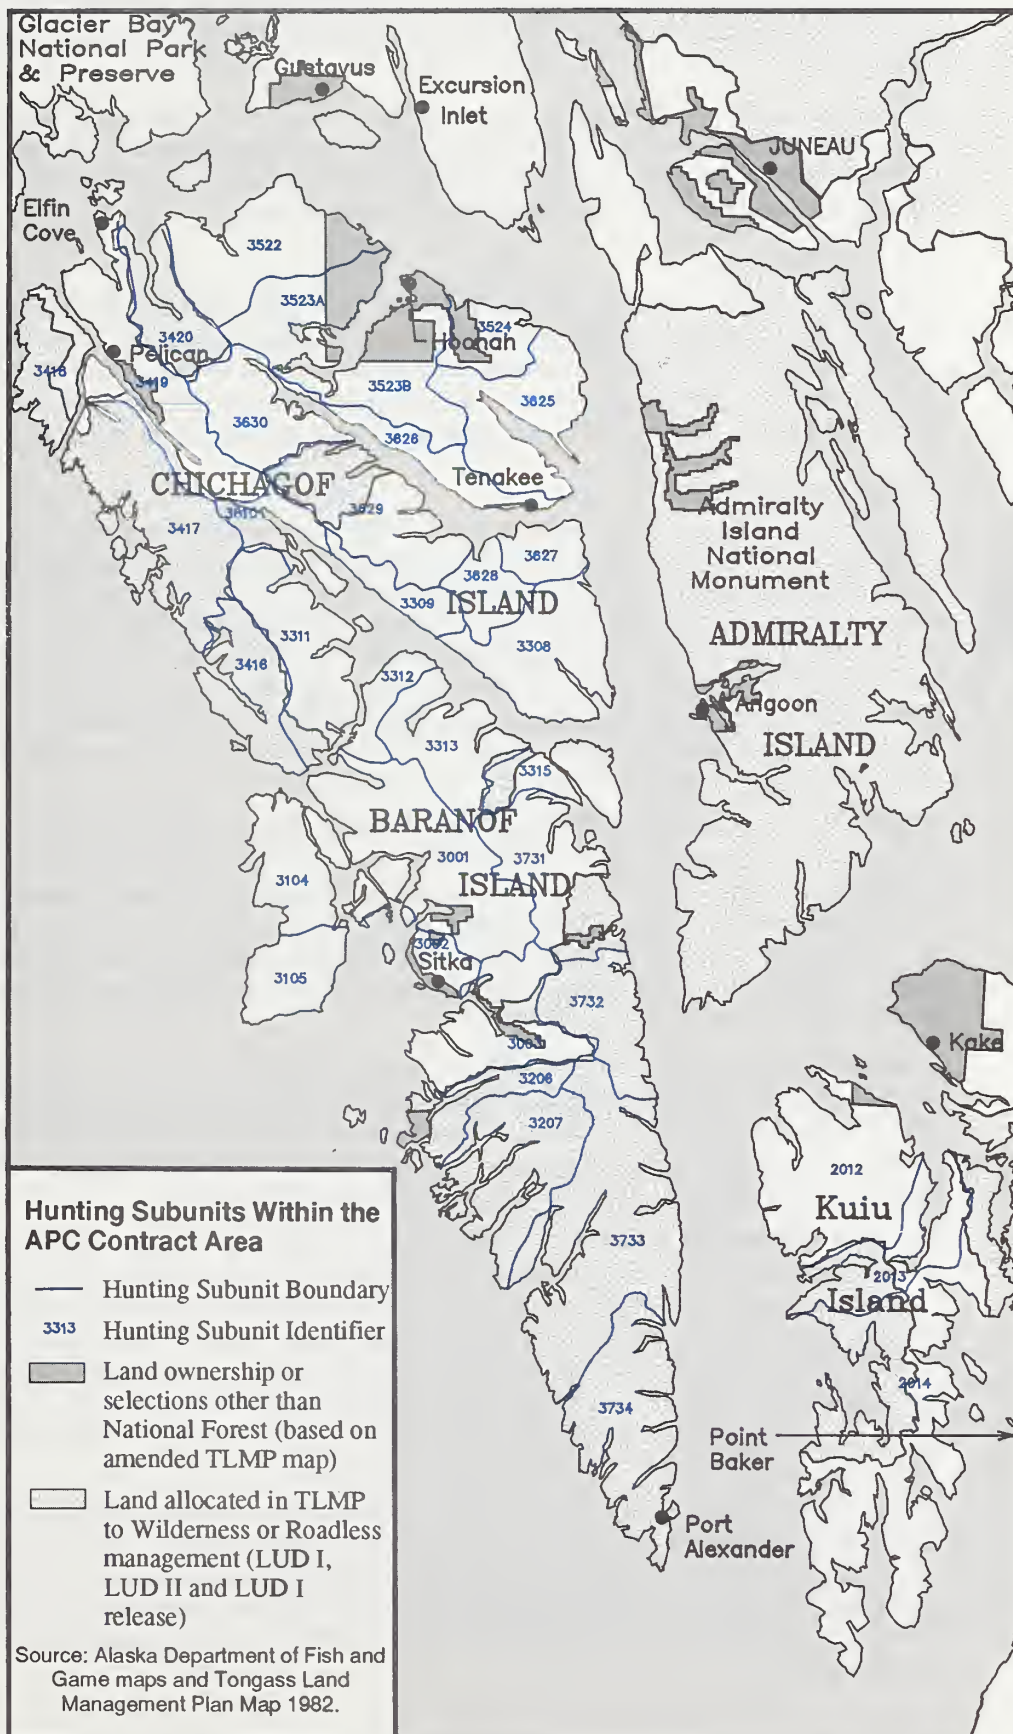 Glacier Bay
National Park
& Preserve
Gustavus
Excursion
Inlet
JUNEAU
Elfin
Cove
3522
3523A
3524
Hoonah
3420
Pelican
3418
3419
3523B
3625
3630
3626
Tenakee
CHICHAGOF
3629
3417
3627
3628
3309
ISLAND
3311
3308
3416
3312
3313
3315
Admiralty
Island
National
Monument
ADMIRALTY
Angoon
ISLAND
BARANOF
3001
3731
ISLAND
3104
3002
Sitka
3105
3732
3003
3206
3207
Kake
2012
Kuiu
3733
2013
Island
2014
3734
Point
Baker
Port
Alexander
Hunting Subunits Within the
APC Contract Area
Hunting Subunit Boundary
3313 Hunting Subunit Identifier
Land ownership or
selections other than
National Forest (based on
amended TLMP map)
Land allocated in TLMP
to Wilderness or Roadless
management (LUD I,
LUD II and LUD I
release)
Source: Alaska Department of Fish and
Game maps and Tongass Land
Management Plan Map 1982.